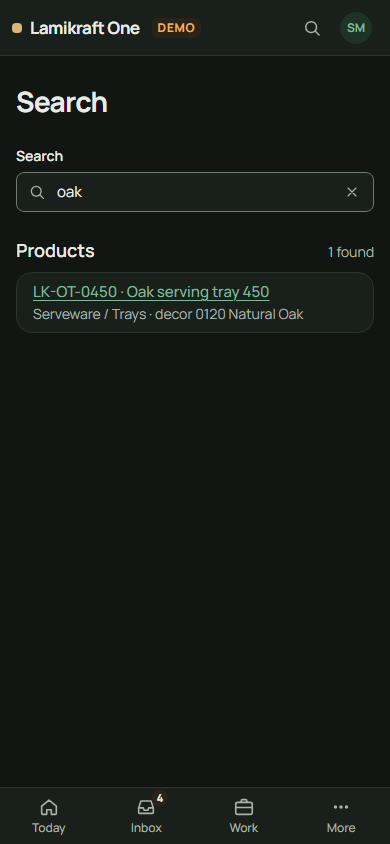 Lamikraft One DEMO SM
Search
Search
oak
Products 1 found
LK-OT-0450 · Oak serving tray 450
Serveware / Trays · decor 0120 Natural Oak
4
Today Inbox Work More